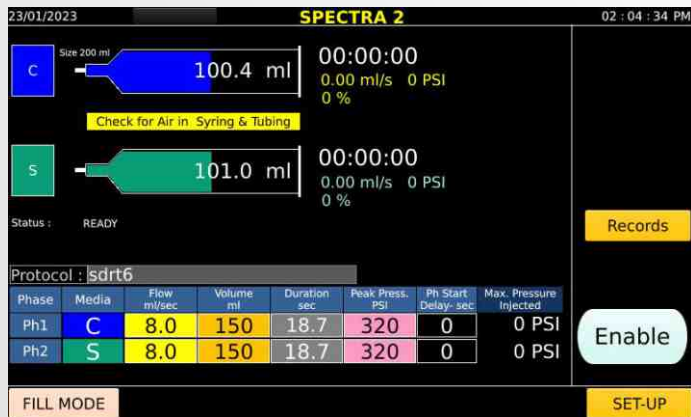 23/01/2023 SPECTRA 2 02 : 04 : 34 PM
C Size 200 ml 100.4 ml 00:00:00
0.00 ml/s 0 PSI
0 %
Check for Air in Syring & Tubing
S 101.0 ml 00:00:00
0.00 ml/s 0 PSI
0 %
Status : READY
Records
Protocol : sdrt6
Phase Media Flow ml/sec Volume ml Duration sec Peak Press. PSI Ph Start Delay- sec Max. Pressure Injected
Ph1 C 8.0 150 18.7 320 0 0 PSI
Ph2 S 8.0 150 18.7 320 0 0 PSI
Enable
FILL MODE SET-UP